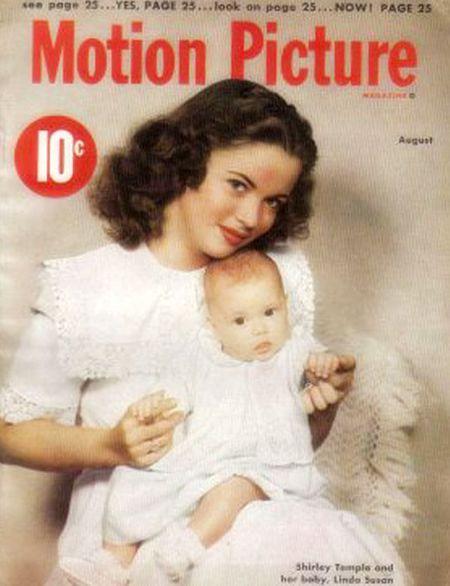 see page 25...YES, PAGE 25...look on page 25...NOW! PAGE 25
Motion Picture
MAGAZINE
August
10¢
Shirley Temple and
her baby, Linda Susan